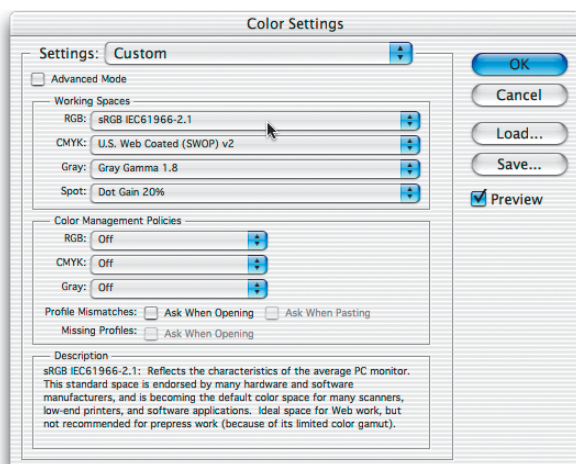 Color Settings
Settings: Custom
Advanced Mode
Working Spaces
RGB: sRGB IEC61966-2.1
CMYK: U.S. Web Coated (SWOP) v2
Gray: Gray Gamma 1.8
Spot: Dot Gain 20%
Color Management Policies
RGB: Off
CMYK: Off
Gray: Off
Profile Mismatches: Ask When Opening Ask When Pasting
Missing Profiles: Ask When Opening
Description
sRGB IEC61966-2.1: Reflects the characteristics of the average PC monitor.
This standard space is endorsed by many hardware and software
manufacturers, and is becoming the default color space for many scanners,
low-end printers, and software applications. Ideal space for Web work, but
not recommended for prepress work (because of its limited color gamut).
OK
Cancel
Load...
Save...
Preview